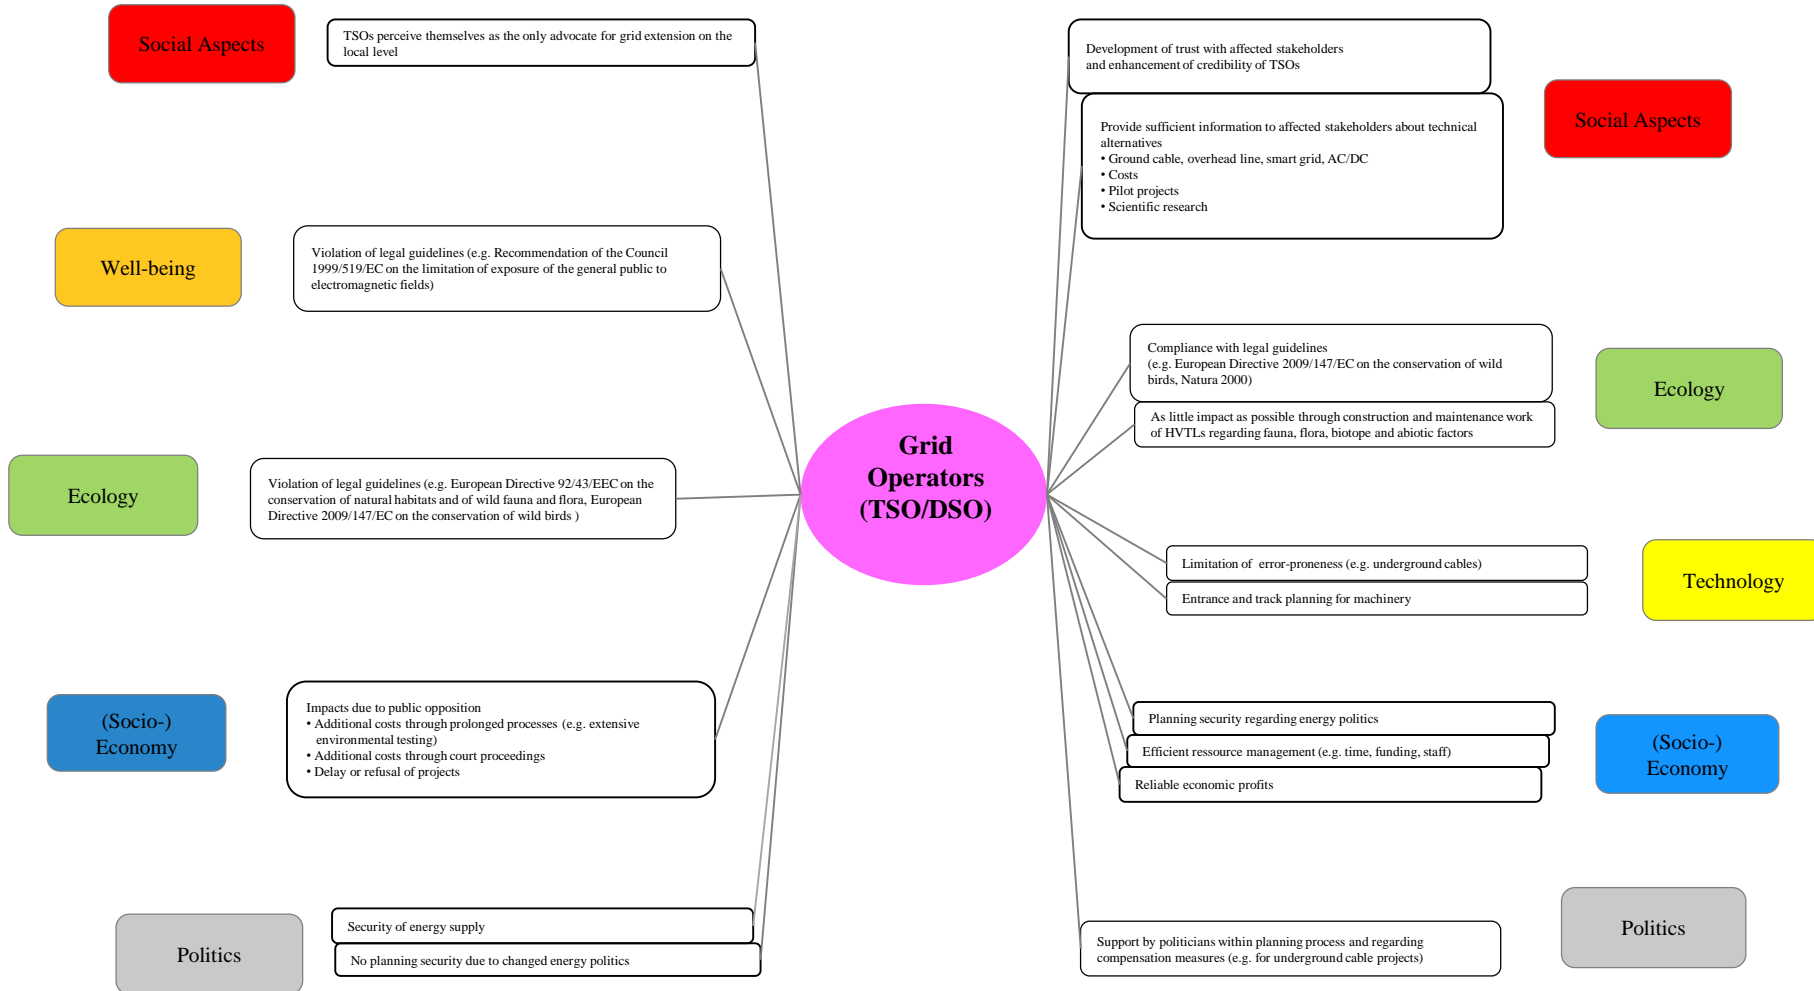 Social Aspects
TSOs perceive themselves as the only advocate for grid extension on the
local level
Well-being
Violation of legal guidelines (e.g. Recommendation of the Council
1999/519/EC on the limitation of exposure of the general public to
electromagnetic fields)
Ecology
Violation of legal guidelines (e.g. European Directive 92/43/EEC on the
conservation of natural habitats and of wild fauna and flora, European
Directive 2009/147/EC on the conservation of wild birds )
(Socio-)
Economy
Impacts due to public opposition
• Additional costs through prolonged processes (e.g. extensive
environmental testing)
• Additional costs through court proceedings
• Delay or refusal of projects
Politics
Security of energy supply
No planning security due to changed energy politics
Grid
Operators
(TSO/DSO)
Development of trust with affected stakeholders
and enhancement of credibility of TSOs
Provide sufficient information to affected stakeholders about technical
alternatives
• Ground cable, overhead line, smart grid, AC/DC
• Costs
• Pilot projects
• Scientific research
Social Aspects
Compliance with legal guidelines
(e.g. European Directive 2009/147/EC on the conservation of wild
birds, Natura 2000)
As little impact as possible through construction and maintenance work
of HVTLs regarding fauna, flora, biotope and abiotic factors
Ecology
Limitation of error-proneness (e.g. underground cables)
Entrance and track planning for machinery
Technology
Planning security regarding energy politics
Efficient ressource management (e.g. time, funding, staff)
Reliable economic profits
(Socio-)
Economy
Support by politicians within planning process and regarding
compensation measures (e.g. for underground cable projects)
Politics